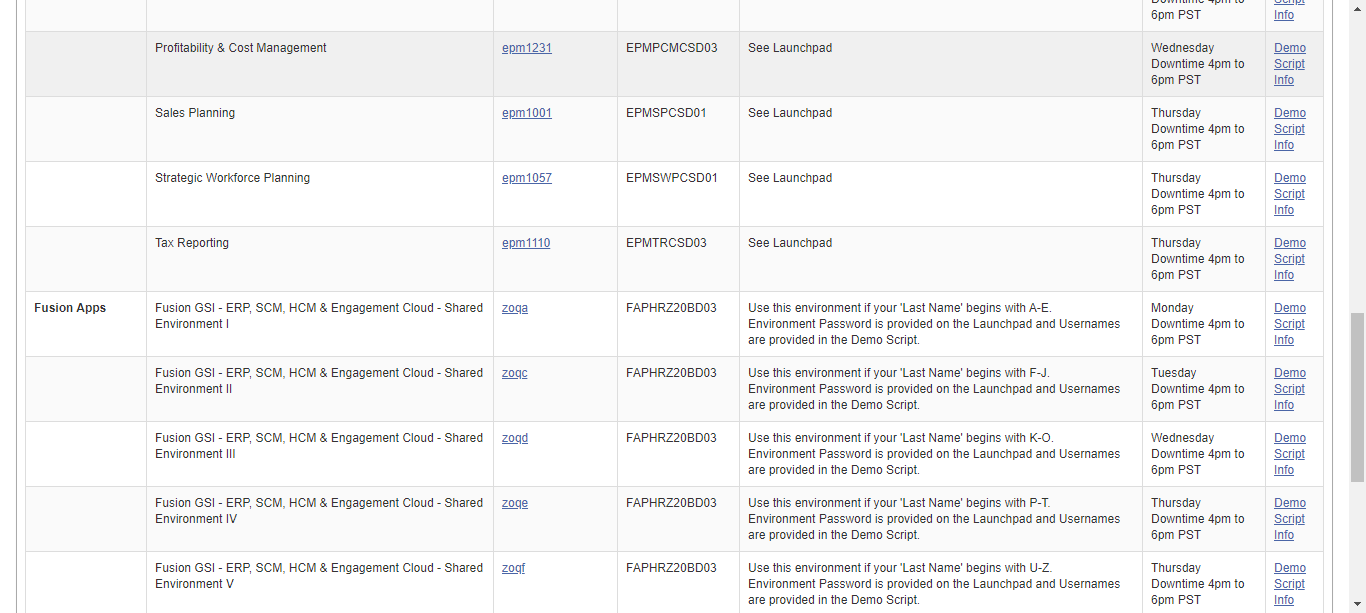 Downtime 4pm to Script
6pm PST Info
Profitability & Cost Management epm1231 EPMPCMCSD03 See Launchpad Wednesday Demo
Downtime 4pm to Script
6pm PST Info
Sales Planning epm1001 EPMSPCSD01 See Launchpad Thursday Demo
Downtime 4pm to Script
6pm PST Info
Strategic Workforce Planning epm1057 EPMSWPCSD01 See Launchpad Thursday Demo
Downtime 4pm to Script
6pm PST Info
Tax Reporting epm1110 EPMTRCSD03 See Launchpad Thursday Demo
Downtime 4pm to Script
6pm PST Info
Fusion Apps Fusion GSI - ERP, SCM, HCM & Engagement Cloud - Shared zoqa FAPHRZ20BD03 Use this environment if your 'Last Name' begins with A-E. Monday Demo
Environment I Environment Password is provided on the Launchpad and Usernames Downtime 4pm to Script
are provided in the Demo Script. 6pm PST Info
Fusion GSI - ERP, SCM, HCM & Engagement Cloud - Shared zoqc FAPHRZ20BD03 Use this environment if your 'Last Name' begins with F-J. Tuesday Demo
Environment II Environment Password is provided on the Launchpad and Usernames Downtime 4pm to Script
are provided in the Demo Script. 6pm PST Info
Fusion GSI - ERP, SCM, HCM & Engagement Cloud - Shared zoqd FAPHRZ20BD03 Use this environment if your 'Last Name' begins with K-O. Wednesday Demo
Environment III Environment Password is provided on the Launchpad and Usernames Downtime 4pm to Script
are provided in the Demo Script. 6pm PST Info
Fusion GSI - ERP, SCM, HCM & Engagement Cloud - Shared zoqe FAPHRZ20BD03 Use this environment if your 'Last Name' begins with P-T. Thursday Demo
Environment IV Environment Password is provided on the Launchpad and Usernames Downtime 4pm to Script
are provided in the Demo Script. 6pm PST Info
Fusion GSI - ERP, SCM, HCM & Engagement Cloud - Shared zoqf FAPHRZ20BD03 Use this environment if your 'Last Name' begins with U-Z. Thursday Demo
Environment V Environment Password is provided on the Launchpad and Usernames Downtime 4pm to Script
are provided in the Demo Script. 6pm PST Info